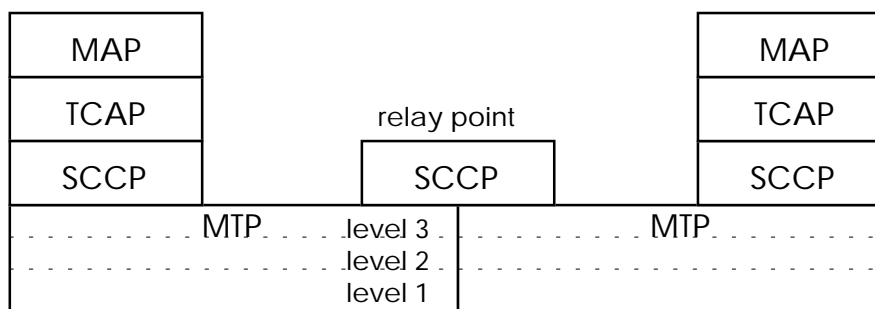 MAP MAP
TCAP relay point TCAP
SCCP SCCP SCCP
MTP level 3 MTP
level 2
level 1